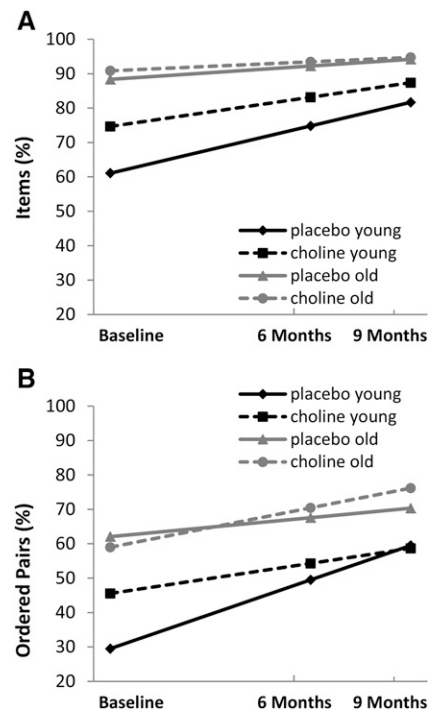 A
100
90
80
70
60
50
40
30
20
Items (%)
placebo young
choline young
placebo old
choline old
Baseline 6 Months 9 Months
B
100
90
80
70
60
50
40
30
20
Ordered Pairs (%)
placebo young
choline young
placebo old
choline old
Baseline 6 Months 9 Months